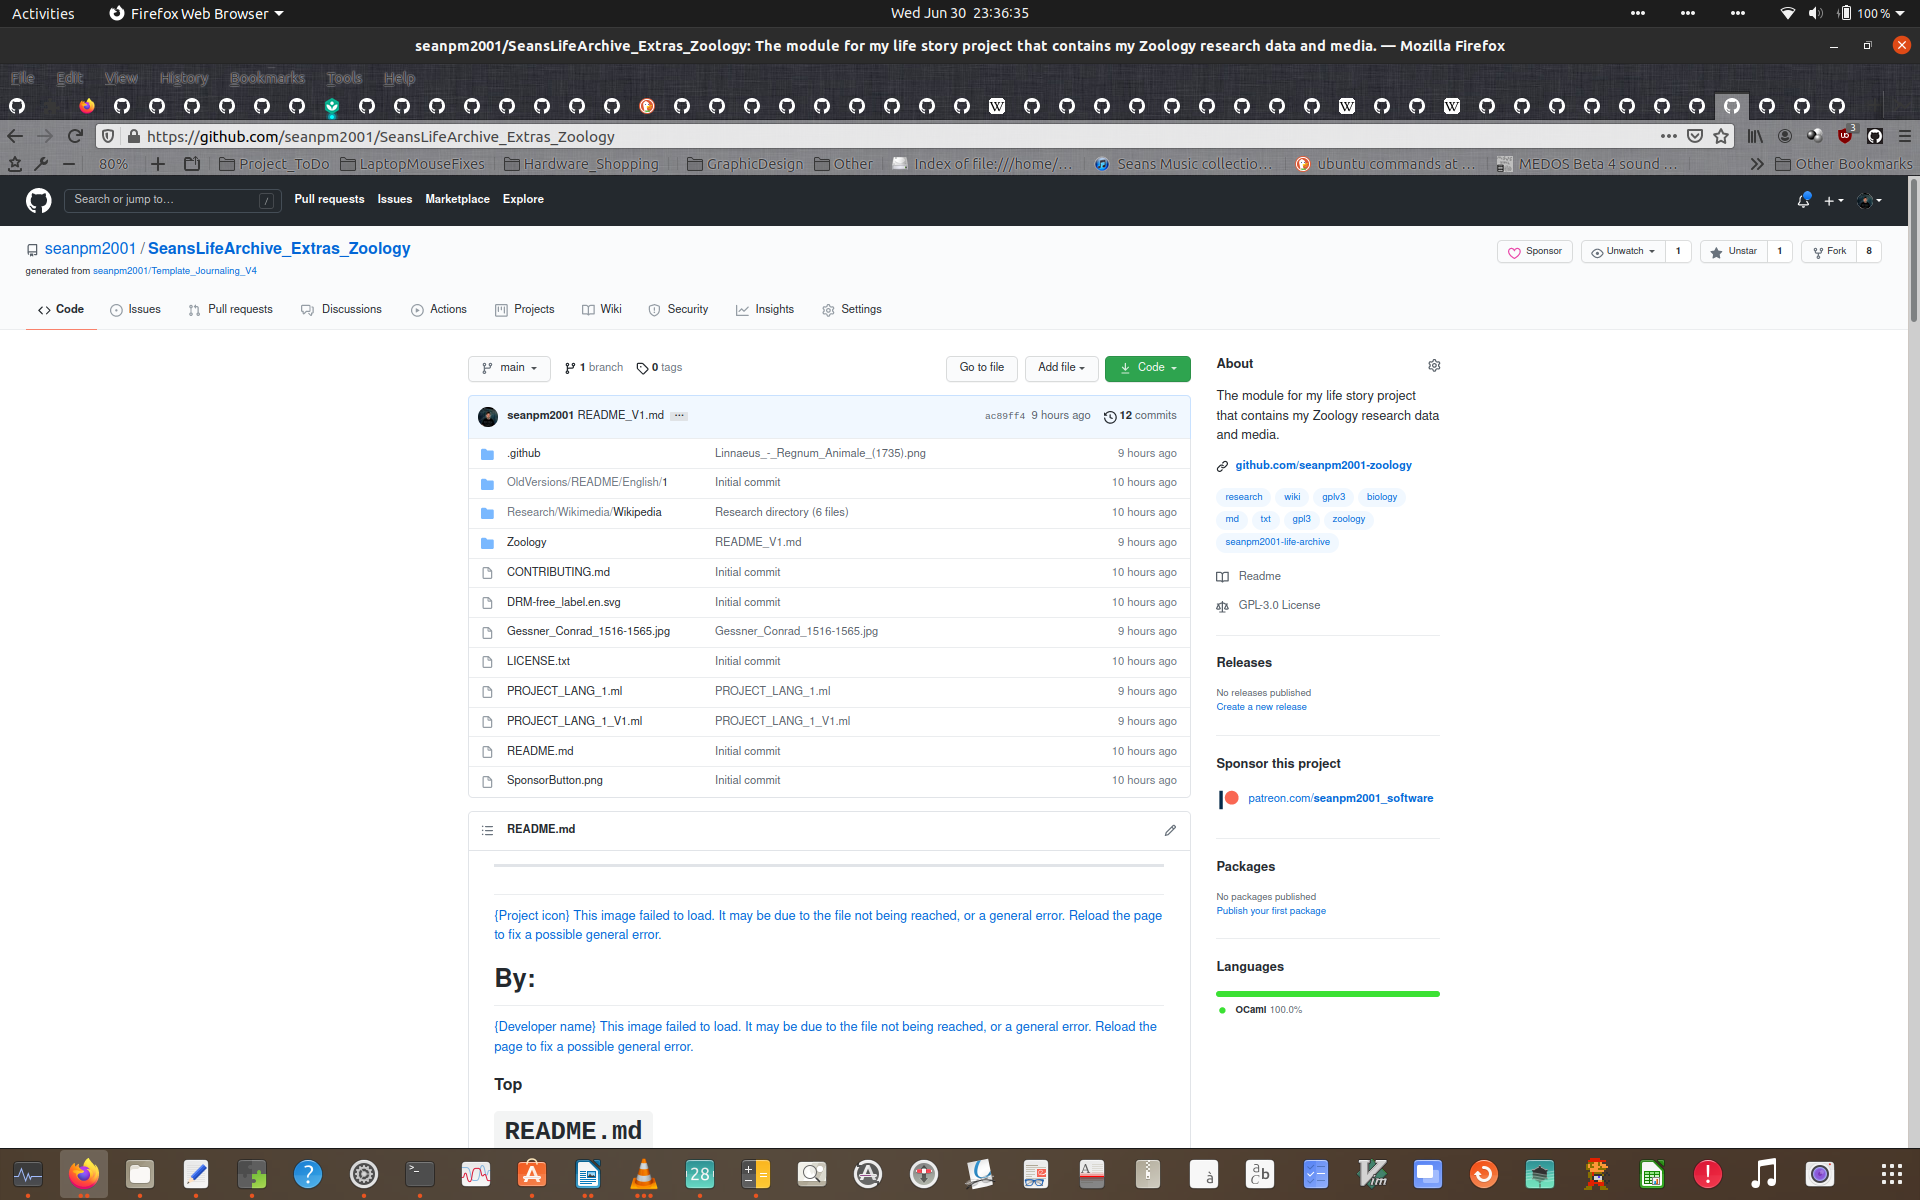 Activities Firefox Web Browser Wed Jun 30 23:36:35 100 %
seanpm2001/SeansLifeArchive_Extras_Zoology: The module for my life story project that contains my Zoology research data and media. — Mozilla Firefox
File Edit View History Bookmarks Tools Help
https://github.com/seanpm2001/SeansLifeArchive_Extras_Zoology 3
80% Project_ToDo LaptopMouseFixes Hardware_Shopping GraphicDesign Other Index of file:///home/... Seans Music collectio... ubuntu commands at ... MEDOS Beta 4 sound ... Other Bookmarks
Search or jump to... / Pull requests Issues Marketplace Explore
seanpm2001 / SeansLifeArchive_Extras_Zoology Sponsor Unwatch 1 Unstar 1 Fork 8
generated from seanpm2001/Template_Journaling_V4
Code Issues Pull requests Discussions Actions Projects Wiki Security Insights Settings
main 1 branch 0 tags Go to file Add file Code
seanpm2001 README_V1.md ... ac89ff4 9 hours ago 12 commits
.github Linnaeus_-_Regnum_Animale_(1735).png 9 hours ago
OldVersions/README/English/1 Initial commit 10 hours ago
Research/Wikimedia/Wikipedia Research directory (6 files) 10 hours ago
Zoology README_V1.md 9 hours ago
CONTRIBUTING.md Initial commit 10 hours ago
DRM-free_label.en.svg Initial commit 10 hours ago
Gessner_Conrad_1516-1565.jpg Gessner_Conrad_1516-1565.jpg 9 hours ago
LICENSE.txt Initial commit 10 hours ago
PROJECT_LANG_1.ml PROJECT_LANG_1.ml 9 hours ago
PROJECT_LANG_1_V1.ml PROJECT_LANG_1_V1.ml 9 hours ago
README.md Initial commit 10 hours ago
SponsorButton.png Initial commit 10 hours ago
README.md
{Project icon} This image failed to load. It may be due to the file not being reached, or a general error. Reload the page
to fix a possible general error.
By:
{Developer name} This image failed to load. It may be due to the file not being reached, or a general error. Reload the
page to fix a possible general error.
Top
README.md
About
The module for my life story project
that contains my Zoology research data
and media.
github.com/seanpm2001-zoology
research wiki gplv3 biology
md txt gpl3 zoology
seanpm2001-life-archive
Readme
GPL-3.0 License
Releases
No releases published
Create a new release
Sponsor this project
patreon.com/seanpm2001_software
Packages
No packages published
Publish your first package
Languages
OCaml 100.0%
28